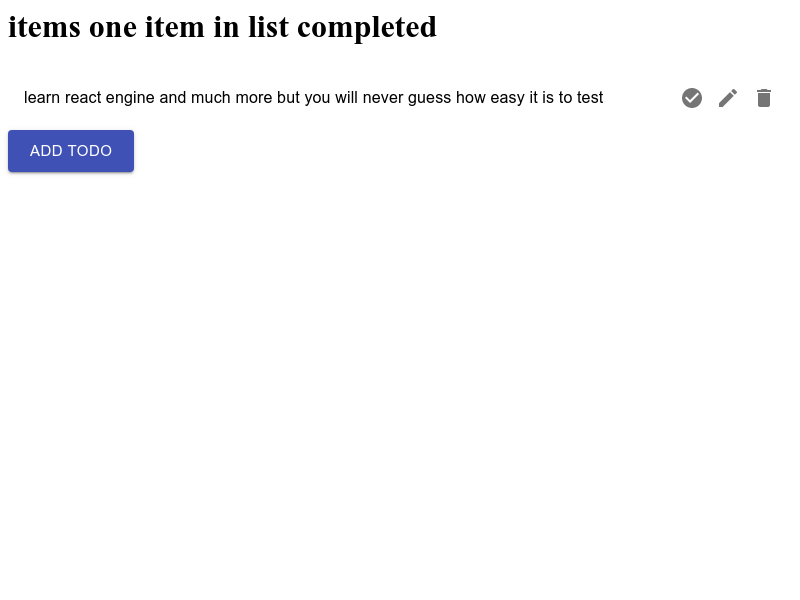 items one item in list completed
learn react engine and much more but you will never guess how easy it is to test
ADD TODO